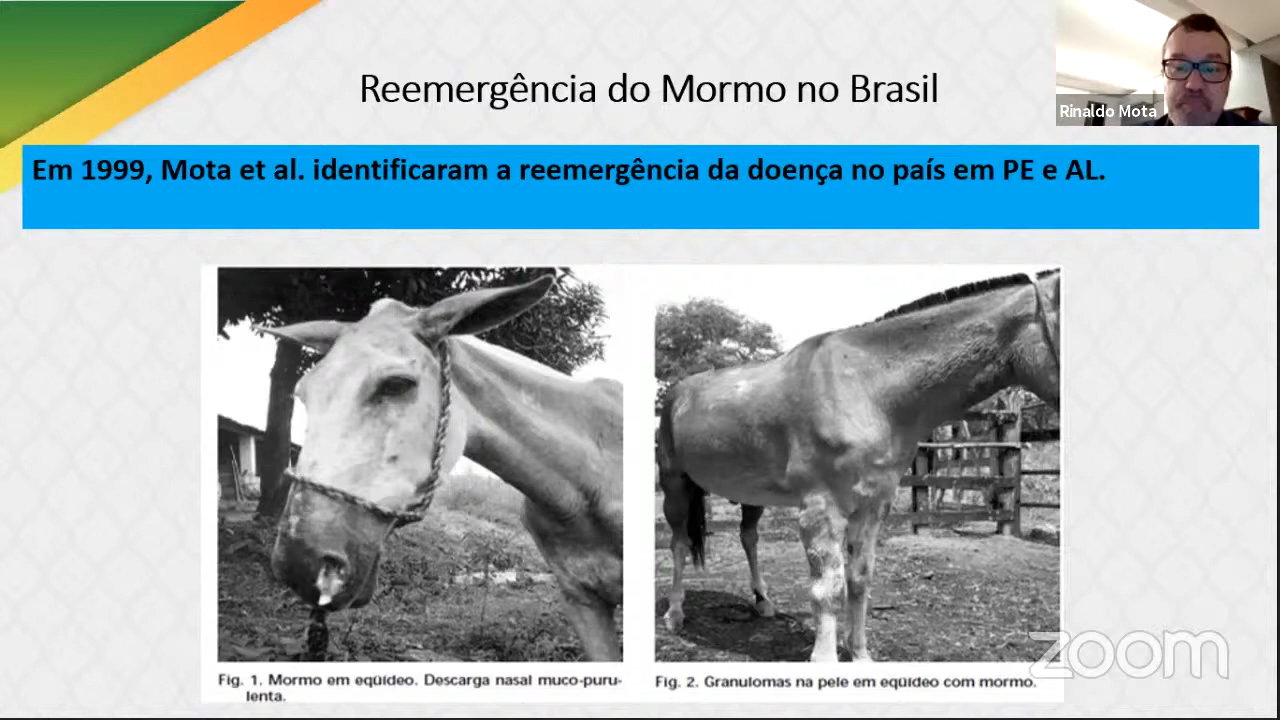 Reemergência do Mormo no Brasil
Rinaldo Mota
Em 1999, Mota et al. identificaram a reemergência da doença no país em PE e AL.
Fig. 1. Mormo em eqüídeo. Descarga nasal muco-puru-
lenta.
Fig. 2. Granulomas na pele em eqüídeo com mormo.
zoom